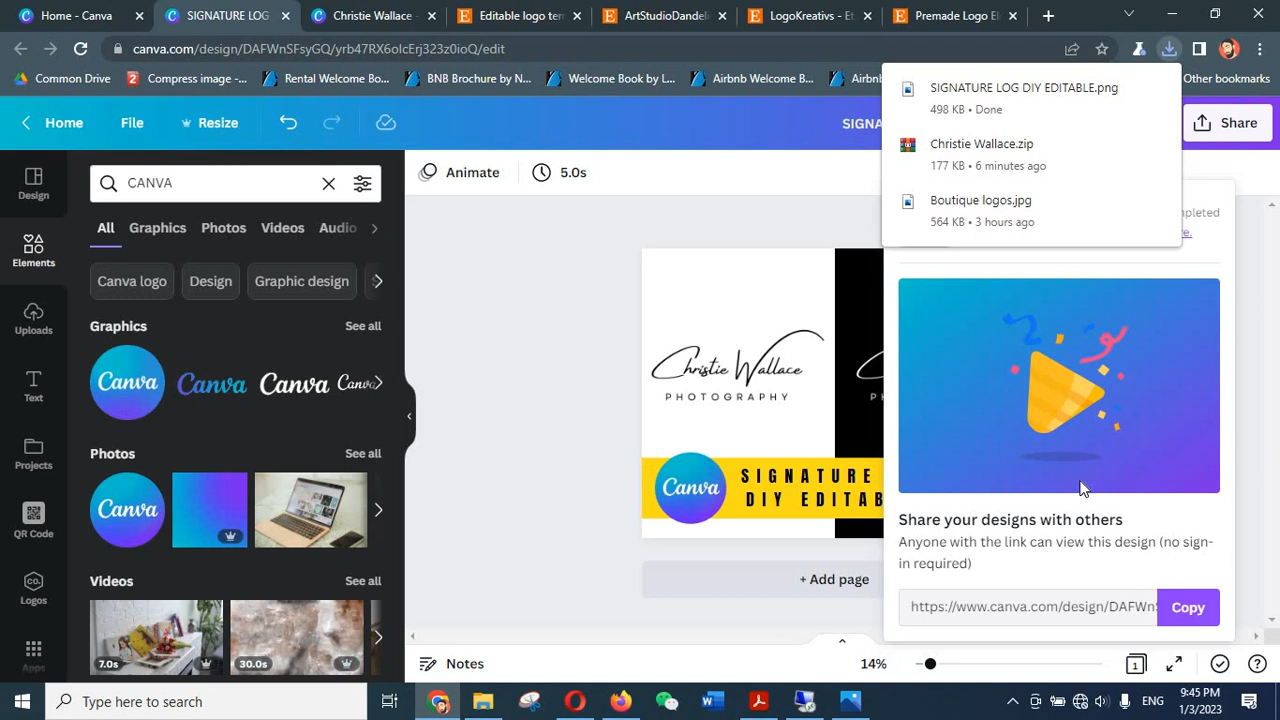 Home - Canva
SIGNATURE LOG
Christie Wallace -
Editable logo tem
ArtStudioDandeli
LogoKreativs - Et
Premade Logo El
canva.com/design/DAFWnSFsyGQ/yrb47RX6olcErj323z0ioQ/edit
Common Drive
Compress image -...
Rental Welcome Bo...
BNB Brochure by N...
Welcome Book by L...
Airbnb Welcome B...
Airb
Other bookmarks
SIGNATURE LOG DIY EDITABLE.png
498 KB • Done
Christie Wallace.zip
177 KB • 6 minutes ago
Boutique logos.jpg
564 KB • 3 hours ago
Home
File
Resize
SIGNA
Share
Design
Elements
Uploads
Text
Projects
QR Code
Logos
Apps
CANVA
All
Graphics
Photos
Videos
Audio
Canva logo
Design
Graphic design
Graphics
See all
Canva
Canva
Canva
Canva
Photos
See all
Canva
Videos
See all
7.0s
30.0s
Animate
5.0s
Christie Wallace
PHOTOGRAPHY
PH
Canva
SIGNATURE
DIY EDITAB
+ Add page
Share your designs with others
Anyone with the link can view this design (no sign-
in required)
https://www.canva.com/design/DAFWnS
Copy
Notes
14%
1
Type here to search
ENG
9:45 PM
1/3/2023